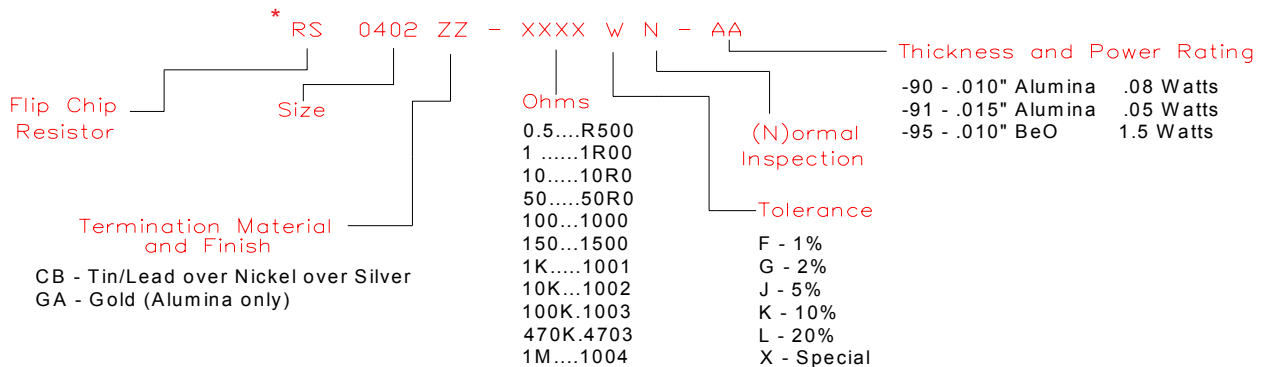 * RS 0402 ZZ - XXXX W N - AA
Thickness and Power Rating
-90 - .010" Alumina .08 Watts
-91 - .015" Alumina .05 Watts
-95 - .010" BeO 1.5 Watts
Flip Chip
Resistor
Size
Ohms
0.5....R500
1 ......1R00
10.....10R0
50.....50R0
100...1000
150...1500
1K.....1001
10K...1002
100K.1003
470K.4703
1M....1004
(N)ormal
Inspection
Termination Material
and Finish
CB - Tin/Lead over Nickel over Silver
GA - Gold (Alumina only)
Tolerance
F - 1%
G - 2%
J - 5%
K - 10%
L - 20%
X - Special